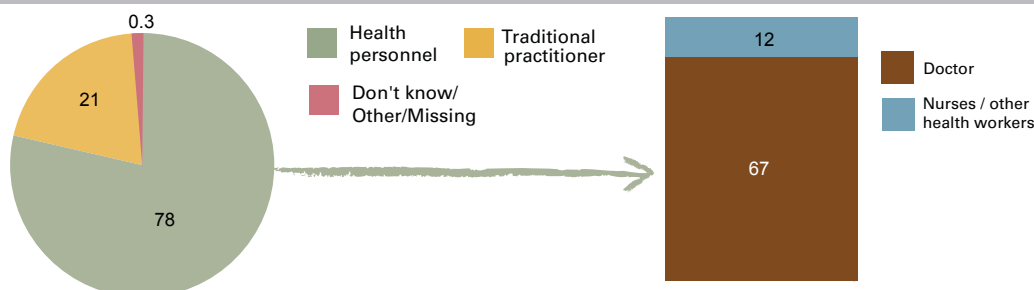 0.3
21
78
Health
personnel
Traditional
practitioner
Don't know/
Other/Missing
12
67
Doctor
Nurses / other
health workers